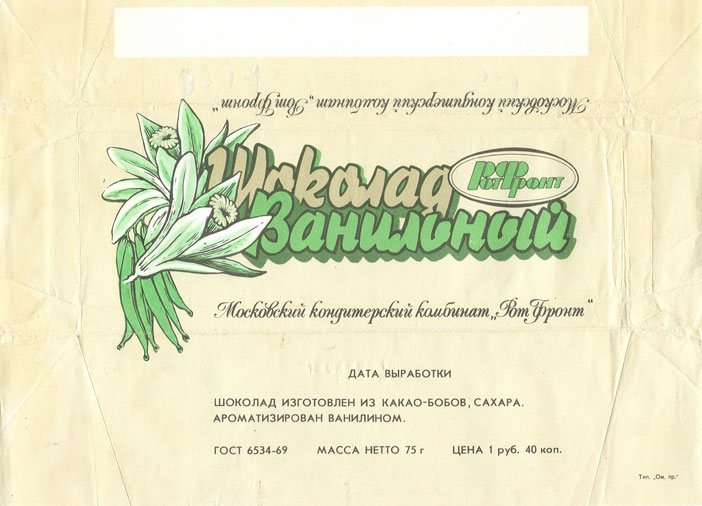 Московский кондитерский комбинат „Рот Фронт“
Шоколад
Рот Фронт
Ванильный
Московский кондитерский комбинат „Рот Фронт“
ДАТА ВЫРАБОТКИ
ШОКОЛАД ИЗГОТОВЛЕН ИЗ КАКАО-БОБОВ, САХАРА.
АРОМАТИЗИРОВАН ВАНИЛИНОМ.
ГОСТ 6534-69 МАССА НЕТТО 75 г ЦЕНА 1 руб. 40 коп.
Тип. „Ои. пр.“